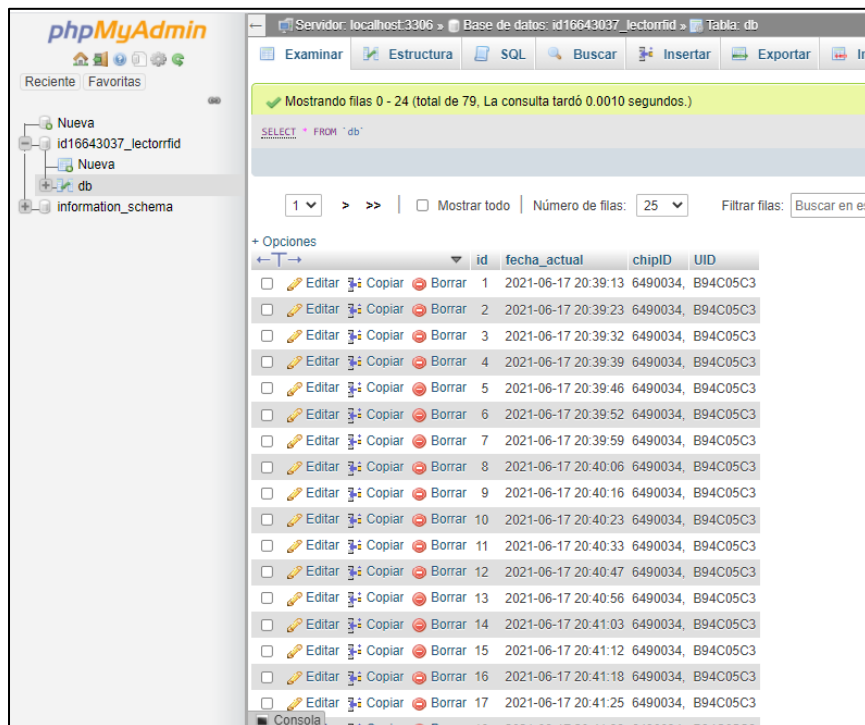 phpMyAdmin
Reciente Favoritas
Nueva
id16643037_lectorrfid
Nueva
db
information_schema
← Servidor: localhost:3306 » Base de datos: id16643037_lectorrfid » Tabla: db
Examinar Estructura SQL Buscar Insertar Exportar
Mostrando filas 0 - 24 (total de 79, La consulta tardó 0.0010 segundos.)
SELECT * FROM `db`
1 > >> | Mostrar todo | Número de filas: 25 Filtrar filas: Buscar en
+ Opciones
←T→ id fecha_actual chipID UID
Editar Copiar Borrar 1 2021-06-17 20:39:13 6490034, B94C05C3
Editar Copiar Borrar 2 2021-06-17 20:39:23 6490034, B94C05C3
Editar Copiar Borrar 3 2021-06-17 20:39:32 6490034, B94C05C3
Editar Copiar Borrar 4 2021-06-17 20:39:39 6490034, B94C05C3
Editar Copiar Borrar 5 2021-06-17 20:39:46 6490034, B94C05C3
Editar Copiar Borrar 6 2021-06-17 20:39:52 6490034, B94C05C3
Editar Copiar Borrar 7 2021-06-17 20:39:59 6490034, B94C05C3
Editar Copiar Borrar 8 2021-06-17 20:40:06 6490034, B94C05C3
Editar Copiar Borrar 9 2021-06-17 20:40:16 6490034, B94C05C3
Editar Copiar Borrar 10 2021-06-17 20:40:23 6490034, B94C05C3
Editar Copiar Borrar 11 2021-06-17 20:40:33 6490034, B94C05C3
Editar Copiar Borrar 12 2021-06-17 20:40:47 6490034, B94C05C3
Editar Copiar Borrar 13 2021-06-17 20:40:56 6490034, B94C05C3
Editar Copiar Borrar 14 2021-06-17 20:41:03 6490034, B94C05C3
Editar Copiar Borrar 15 2021-06-17 20:41:12 6490034, B94C05C3
Editar Copiar Borrar 16 2021-06-17 20:41:18 6490034, B94C05C3
Editar Copiar Borrar 17 2021-06-17 20:41:25 6490034, B94C05C3
Consola